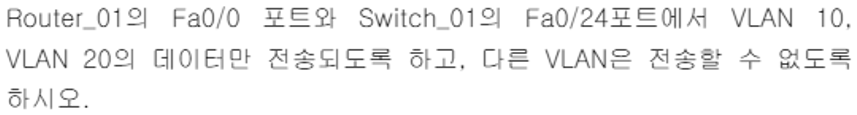 Router_01의 Fa0/0 포트와 Switch_01의 Fa0/24포트에서 VLAN 10,
VLAN 20의 데이터만 전송되도록 하고, 다른 VLAN은 전송할 수 없도록
하시오.